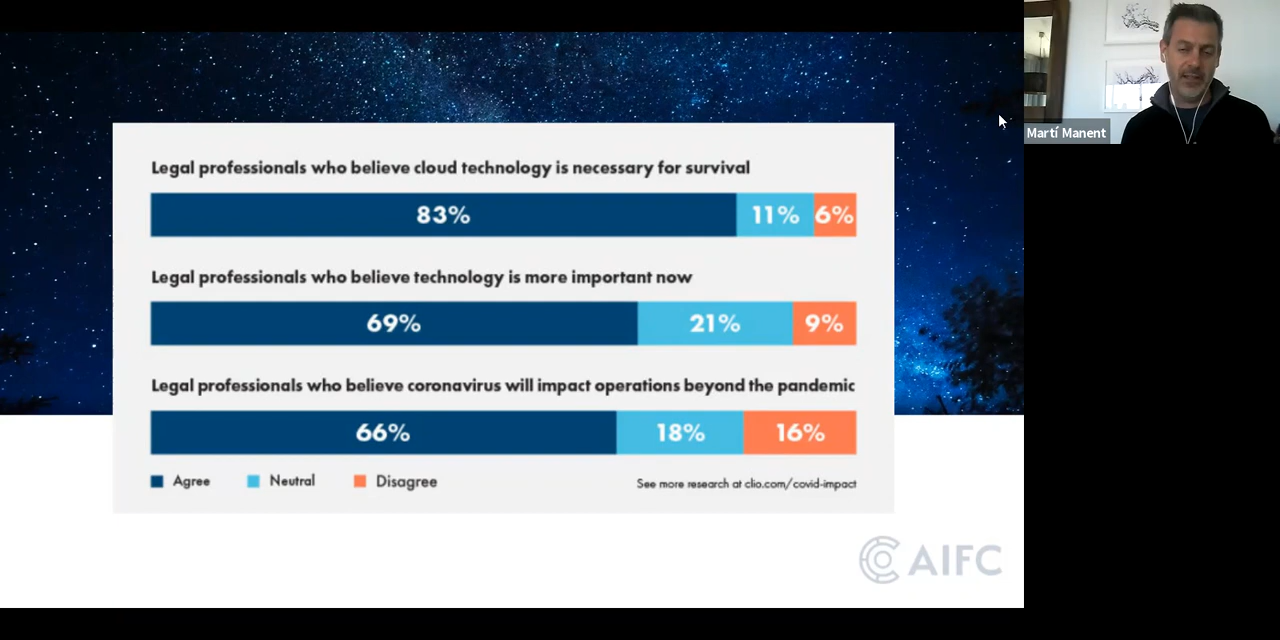 Legal professionals who believe cloud technology is necessary for survival
83% 11% 6%
Legal professionals who believe technology is more important now
69% 21% 9%
Legal professionals who believe coronavirus will impact operations beyond the pandemic
66% 18% 16%
Agree Neutral Disagree
See more research at clio.com/covid-impact
AIFC
Martí Manent